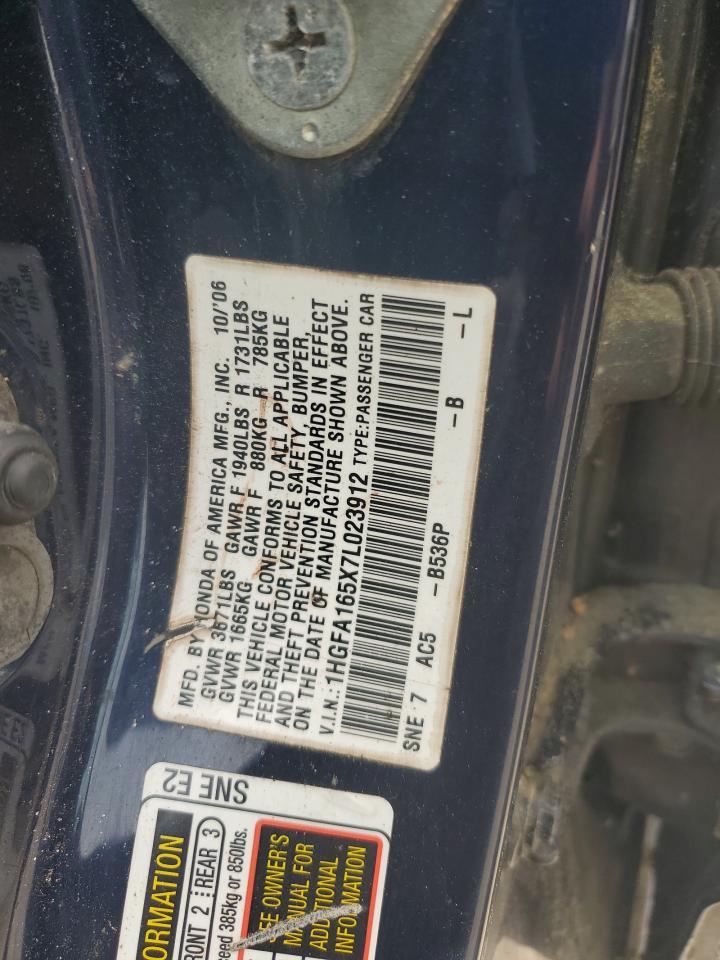 MFD. BY HONDA OF AMERICA MFG., INC. 10/'06
GVWR 3671LBS GAWR F 1940LBS R 1731LBS
GVWR 1665KG GAWR F 880KG R 785KG
THIS VEHICLE CONFORMS TO ALL APPLICABLE
FEDERAL MOTOR VEHICLE SAFETY, BUMPER,
AND THEFT PREVENTION STANDARDS IN EFFECT
ON THE DATE OF MANUFACTURE SHOWN ABOVE.
V.I.N.: 1HGFA165X7L023912 TYPE:PASSENGER CAR
SNE 7 AC5 -B536P -B -L
SNE E2
ORMATION
RONT 2 REAR 3
eed 385kg or 850lbs.
SEE OWNER'S
MANUAL FOR
ADDITIONAL
INFORMATION